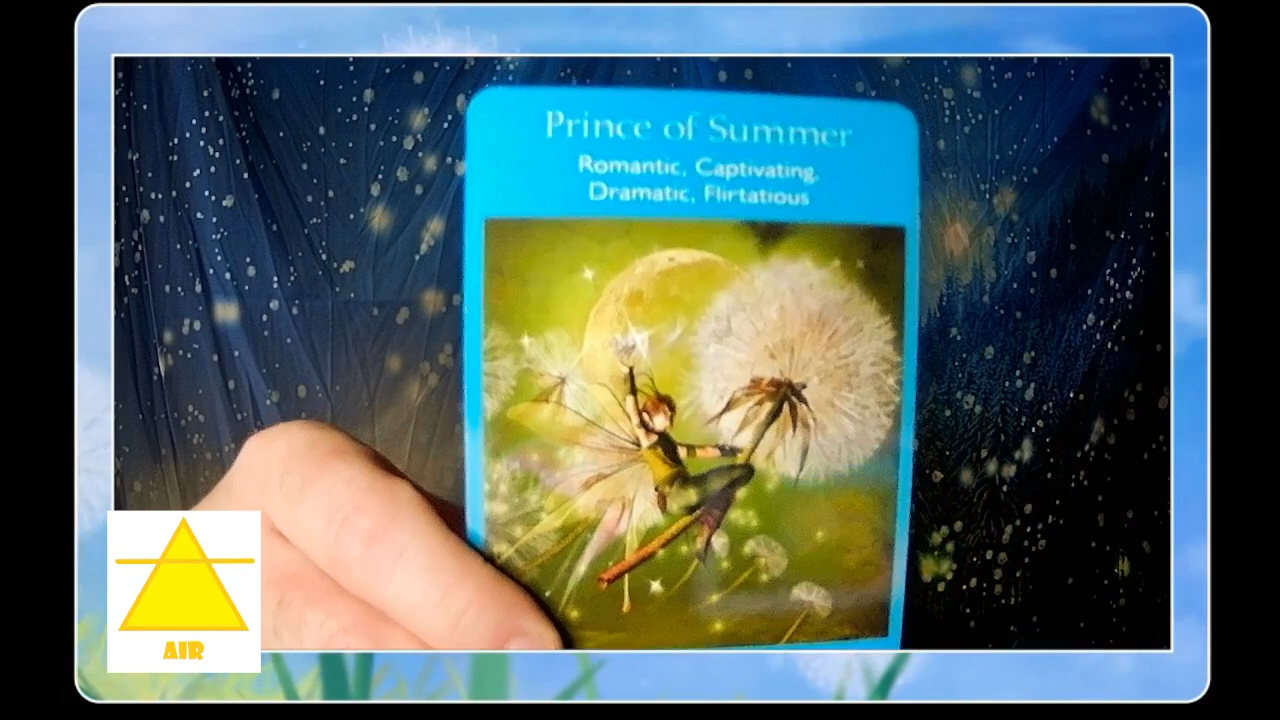 Prince of Summer
Romantic, Captivating,
Dramatic, Flirtatious
AIR